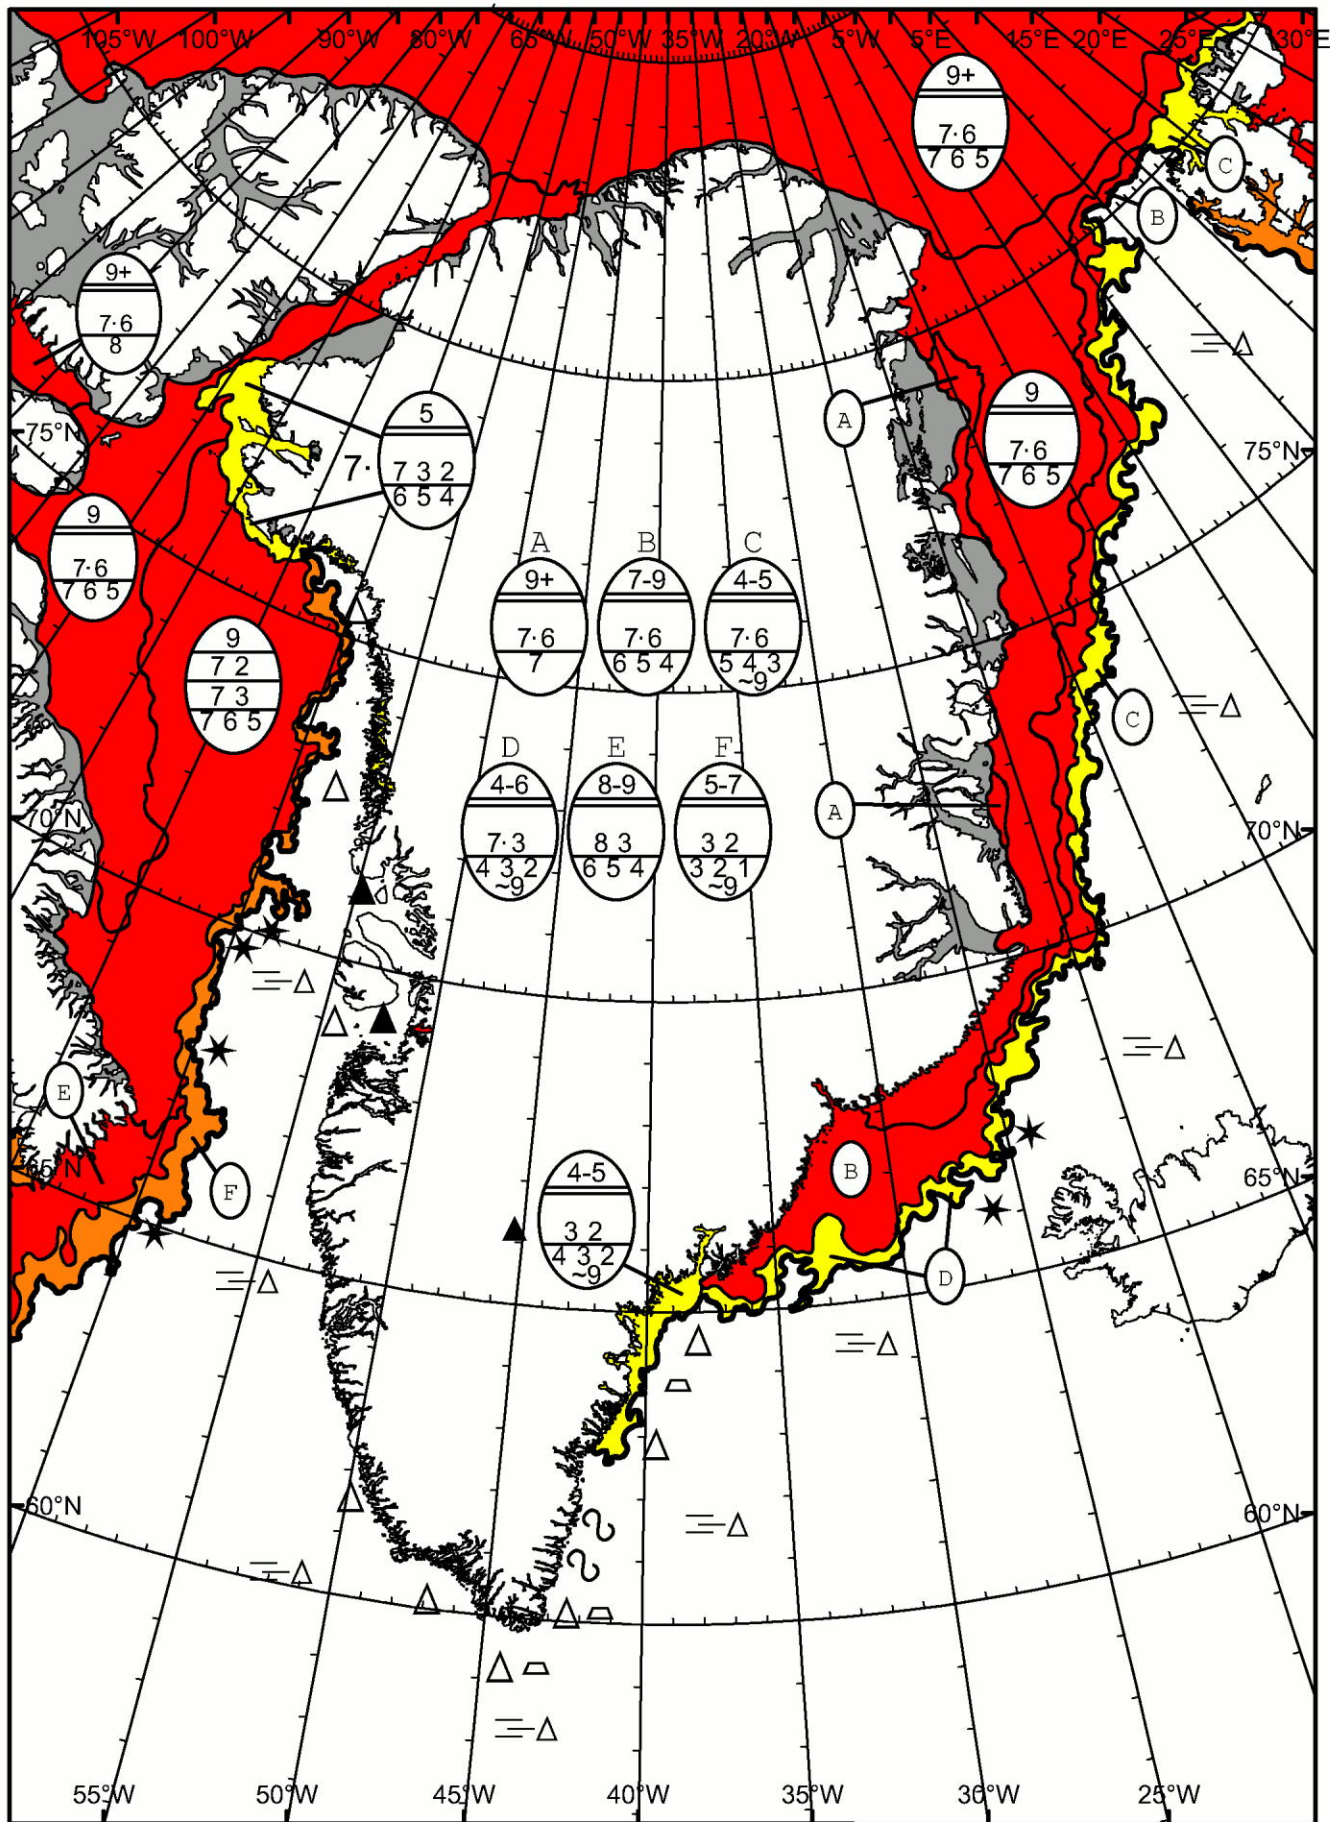 105°W 100°W 90°W 80°W 65°W 50°W 35°W 20°W 5°W 5°E 15°E 20°E 25°E 30°E
9+
7·6
7 6 5
C
B
9+
7·6
8
75°N
5
7·
7 3 2
6 5 4
A
9
7·6
7 6 5
75°N
9
7·6
7 6 5
A B C
9+ 7-9 4-5
7·6 7·6 7·6
7 6 5 4 5 4 3
~9
9
7 2
7 3
7 6 5
C
D E F
4-6 8-9 5-7
7·3 8 3 3 2
4 3 2 6 5 4 3 2 1
~9 ~9
A
70°N
70°N
E
65°N
F
B
65°N
4-5
3 2
4 3 2
~9
D
60°N
60°N
55°W 50°W 45°W 40°W 35°W 30°W 25°W